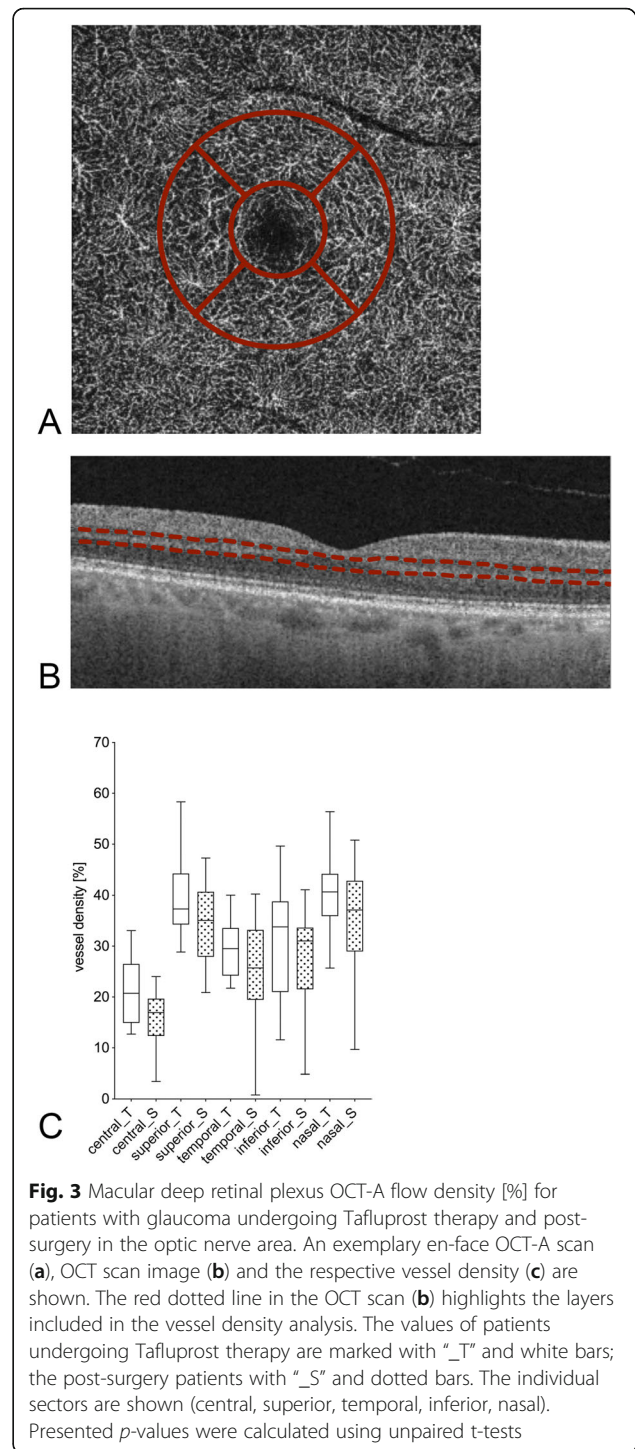 A
B
70
60
50
40
30
20
10
0
vessel density [%]
central_T
central_S
superior_T
superior_S
temporal_T
temporal_S
inferior_T
inferior_S
nasal_T
nasal_S
C
Fig. 3 Macular deep retinal plexus OCT-A flow density [%] for
patients with glaucoma undergoing Tafluprost therapy and post-
surgery in the optic nerve area. An exemplary en-face OCT-A scan
(a), OCT scan image (b) and the respective vessel density (c) are
shown. The red dotted line in the OCT scan (b) highlights the layers
included in the vessel density analysis. The values of patients
undergoing Tafluprost therapy are marked with “_T” and white bars;
the post-surgery patients with “_S” and dotted bars. The individual
sectors are shown (central, superior, temporal, inferior, nasal).
Presented p-values were calculated using unpaired t-tests